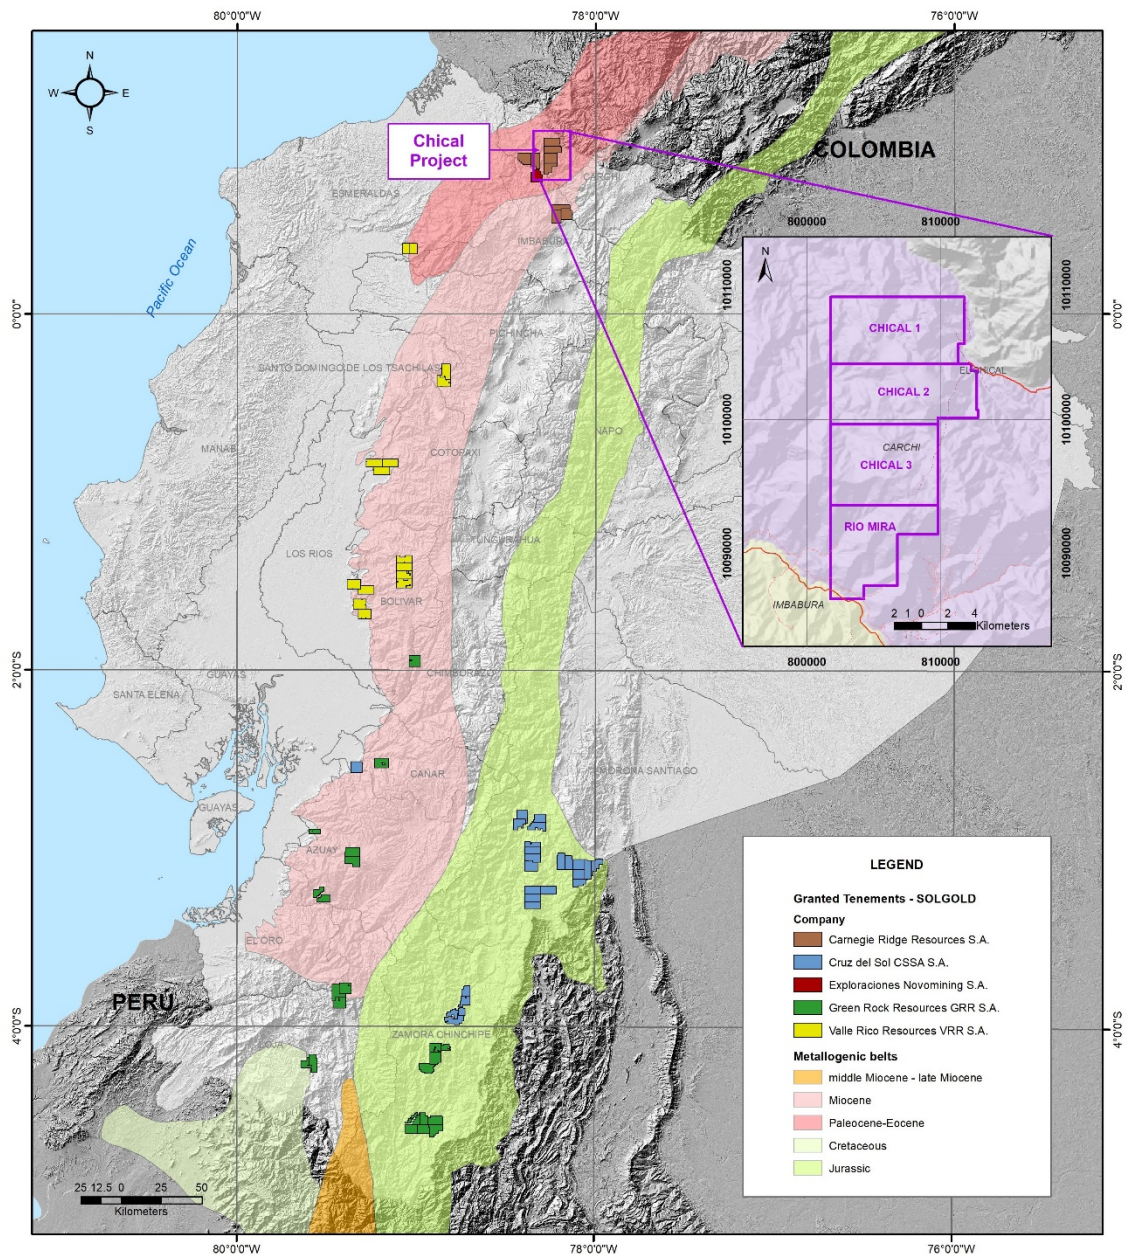 80°0'0"W
78°0'0"W
76°0'0"W
N
W
E
S
Chical
Project
COLOMBIA
ESMERALDAS
CARCHI
IMBABURA
Pacific Ocean
0°0'0"
0°0'0"
PICHINCHA
SANTO DOMINGO DE LOS TSACHILAS
MANABI
COTOPAXI
NAPO
TUNGURAHUA
LOS RIOS
BOLIVAR
2°0'0"S
2°0'0"S
GUAYAS
CHIMBORAZO
SANTA ELENA
MORONA SANTIAGO
CAÑAR
GUAYAS
AZUAY
EL ORO
PERÚ
4°0'0"S
4°0'0"S
ZAMORA CHINCHIPE
25 12.5 0 25 50
Kilometers
80°0'0"W
78°0'0"W
76°0'0"W
800000
810000
N
10110000
10110000
CHICAL 1
EL CHICAL
CHICAL 2
10100000
10100000
CARCHI
CHICAL 3
RIO MIRA
10090000
10090000
IMBABURA
2 1 0 2 4
Kilometers
800000
810000
LEGEND
Granted Tenements - SOLGOLD
Company
Carnegie Ridge Resources S.A.
Cruz del Sol CSSA S.A.
Exploraciones Novomining S.A.
Green Rock Resources GRR S.A.
Valle Rico Resources VRR S.A.
Metallogenic belts
middle Miocene - late Miocene
Miocene
Paleocene-Eocene
Cretaceous
Jurassic